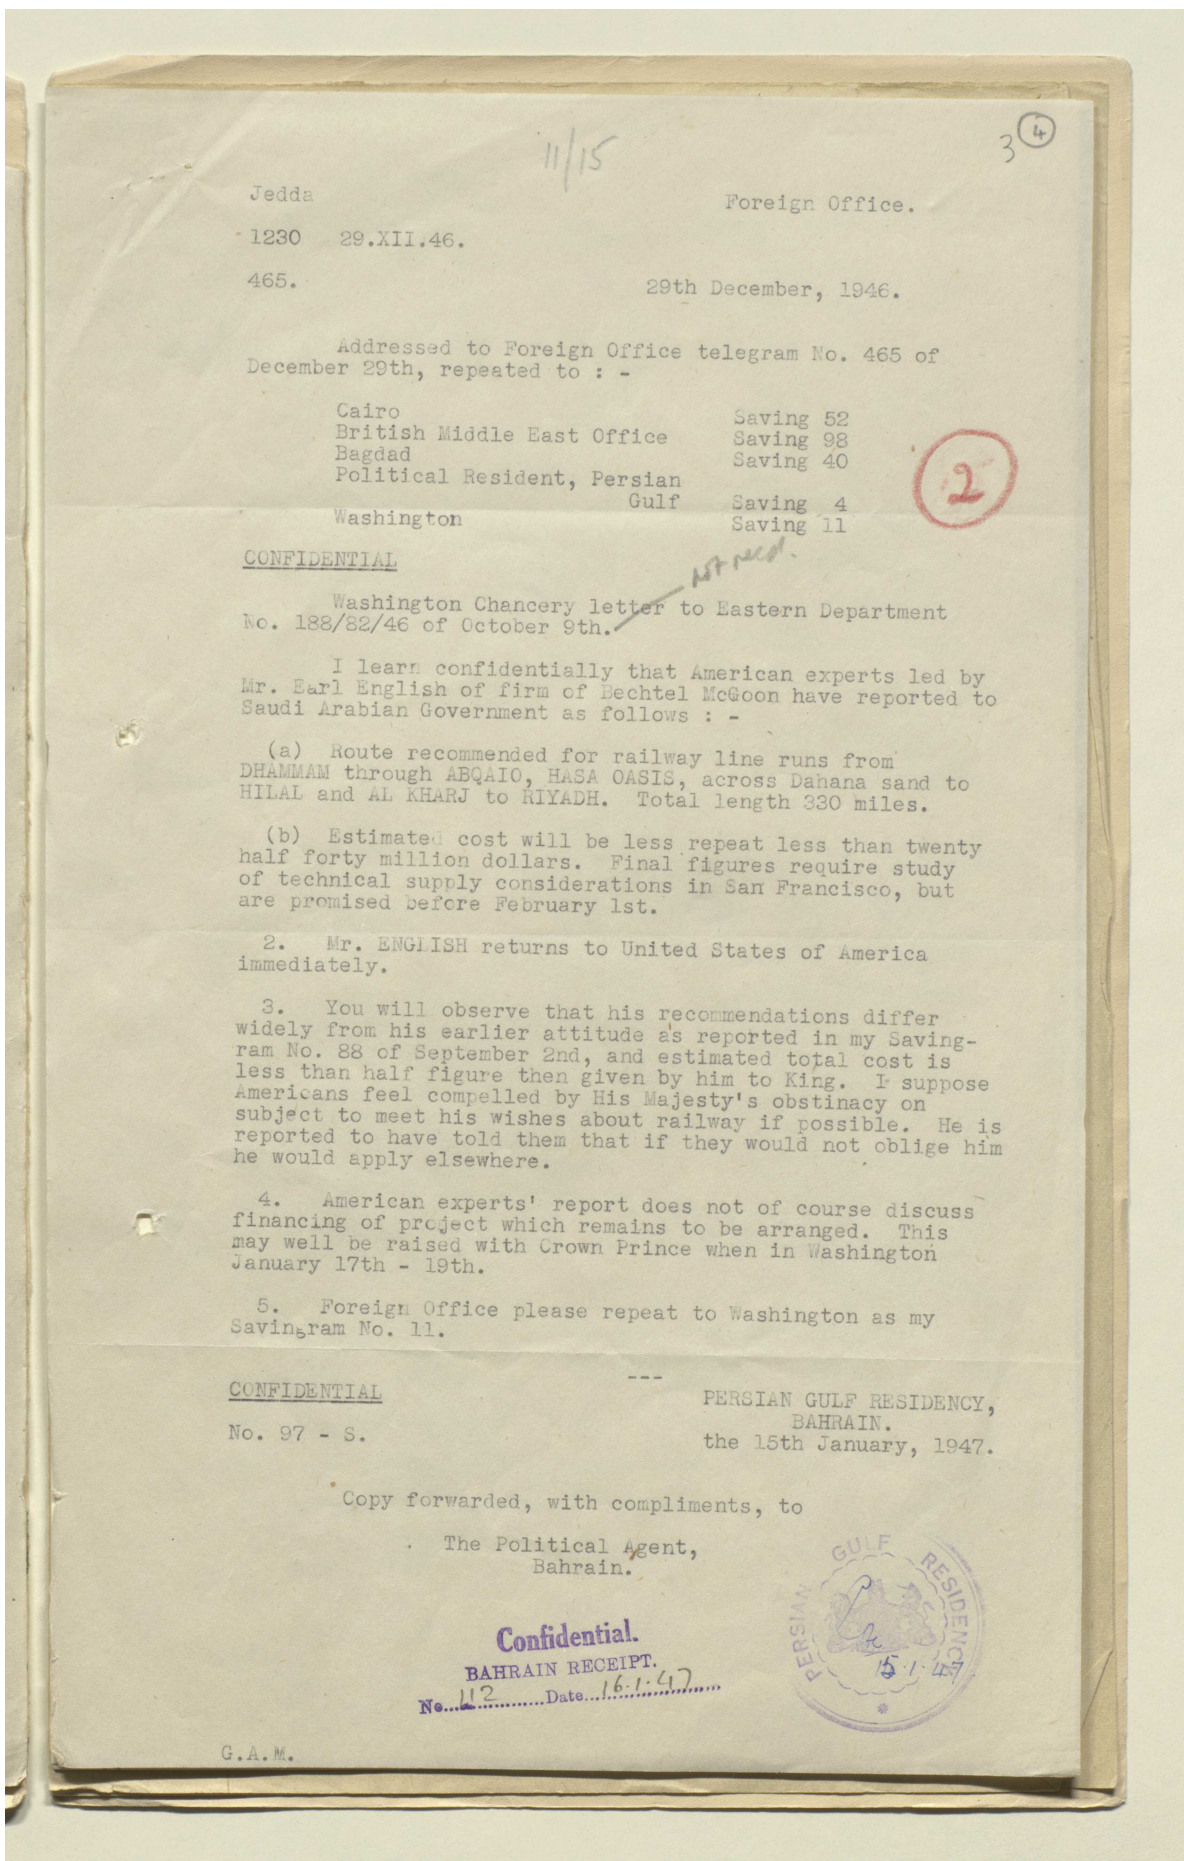 11/15
3 4
Jedda
Foreign Office.
1230 29.XII.46.
465.
29th December, 1946.
Addressed to Foreign Office telegram No. 465 of
December 29th, repeated to : -
Cairo Saving 52
British Middle East Office Saving 98
Bagdad Saving 40
Political Resident, Persian
Gulf Saving 4
Washington Saving 11
2
CONFIDENTIAL
not recd.
Washington Chancery letter to Eastern Department
No. 188/82/46 of October 9th.
I learn confidentially that American experts led by
Mr. Earl English of firm of Bechtel McGoon have reported to
Saudi Arabian Government as follows : -
(a) Route recommended for railway line runs from
DHAMMAM through ABQAIO, HASA OASIS, across Dahana sand to
HILAL and AL KHARJ to RIYADH. Total length 330 miles.
(b) Estimated cost will be less repeat less than twenty
half forty million dollars. Final figures require study
of technical supply considerations in San Francisco, but
are promised before February 1st.
2. Mr. ENGLISH returns to United States of America
immediately.
3. You will observe that his recommendations differ
widely from his earlier attitude as reported in my Saving-
ram No. 88 of September 2nd, and estimated total cost is
less than half figure then given by him to King. I suppose
Americans feel compelled by His Majesty's obstinacy on
subject to meet his wishes about railway if possible. He is
reported to have told them that if they would not oblige him
he would apply elsewhere.
4. American experts' report does not of course discuss
financing of project which remains to be arranged. This
may well be raised with Crown Prince when in Washington
January 17th - 19th.
5. Foreign Office please repeat to Washington as my
Savingram No. 11.
---
CONFIDENTIAL
PERSIAN GULF RESIDENCY,
BAHRAIN.
No. 97 - S.
the 15th January, 1947.
Copy forwarded, with compliments, to
The Political Agent,
Bahrain.
PERSIAN GULF RESIDENCY
15.1.47
Confidential.
BAHRAIN RECEIPT.
No....112............Date...16.1.47
G.A.M.